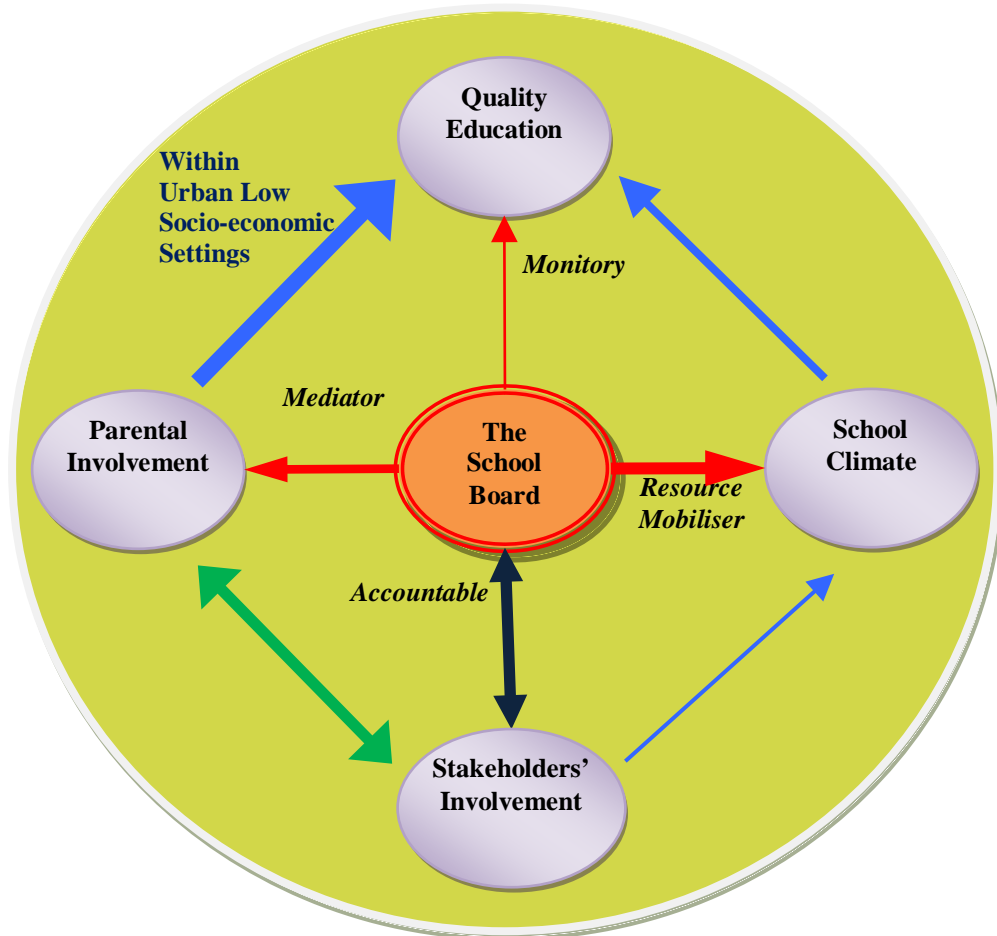 Quality
Education
Within
Urban Low
Socio-economic
Settings
Monitory
Mediator
Parental
Involvement
The
School
Board
School
Climate
Resource
Mobiliser
Accountable
Stakeholders’
Involvement